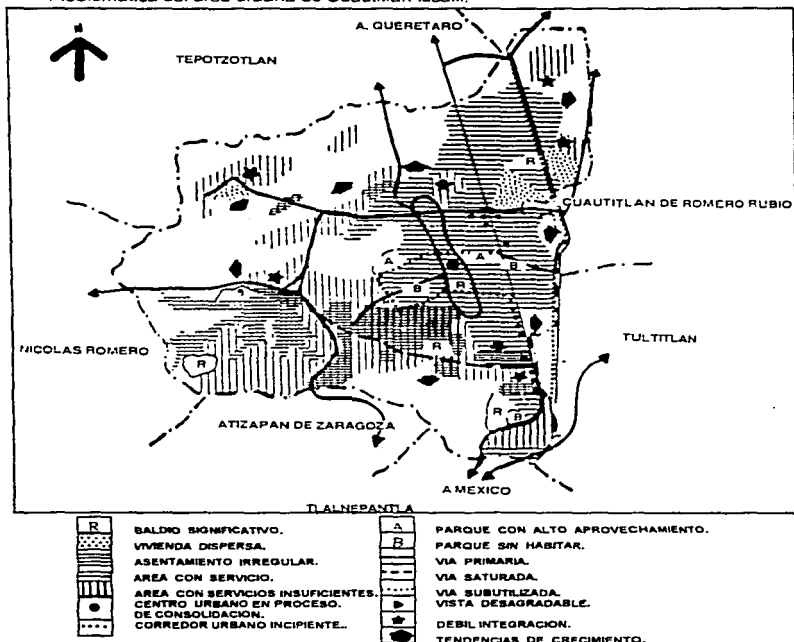 N
A. QUERETARO
TEPOTZOTLAN
R
CUAUTITLAN DE ROMERO RUBIO
A
A
B
B
R
R
TULTITLAN
NICOLAS ROMERO
R
R
B
ATIZAPAN DE ZARAGOZA
A MEXICO
TLALNEPANTLA
R BALDIO SIGNIFICATIVO.
VIVIENDA DISPERSA.
ASENTAMIENTO IRREGULAR.
AREA CON SERVICIO.
AREA CON SERVICIOS INSUFICIENTES.
CENTRO URBANO EN PROCESO.
DE CONSOLIDACION.
CORREDOR URBANO INCIPIENTE..
A PARQUE CON ALTO APROVECHAMIENTO.
B PARQUE SIN HABITAR.
VIA PRIMARIA.
VIA SATURADA.
VIA SUBUTILIZADA.
VISTA DESAGRADABLE.
DEBIL INTEGRACION.
TENDENCIAS DE CRECIMIENTO.